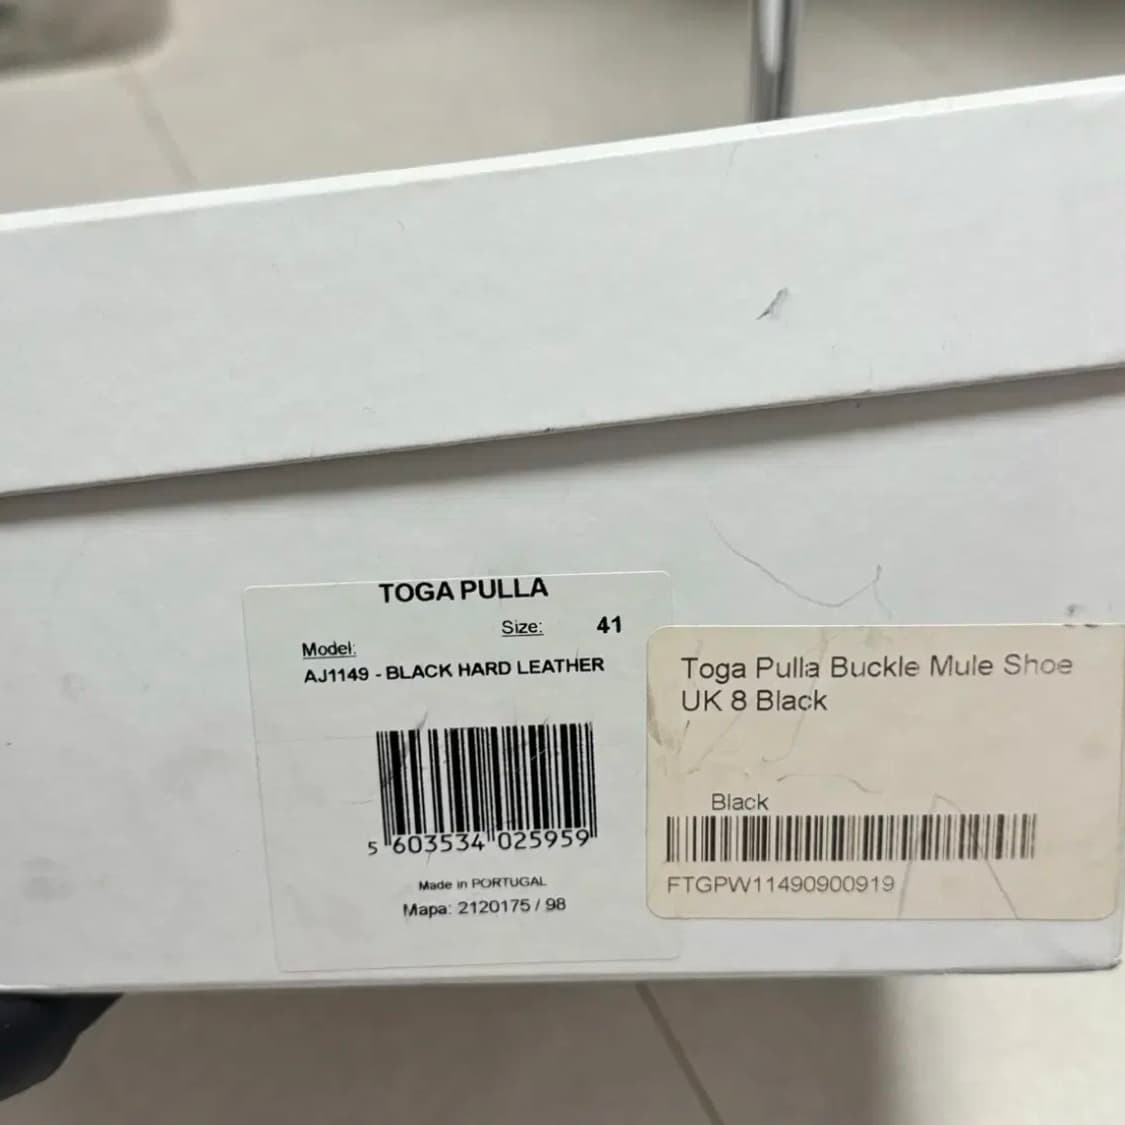 TOGA PULLA
Size: 41
Model:
AJ1149 - BLACK HARD LEATHER
5 603534 025959
Made in PORTUGAL
Mapa: 2120175 / 98
Toga Pulla Buckle Mule Shoe
UK 8 Black
Black
FTGPW11490900919